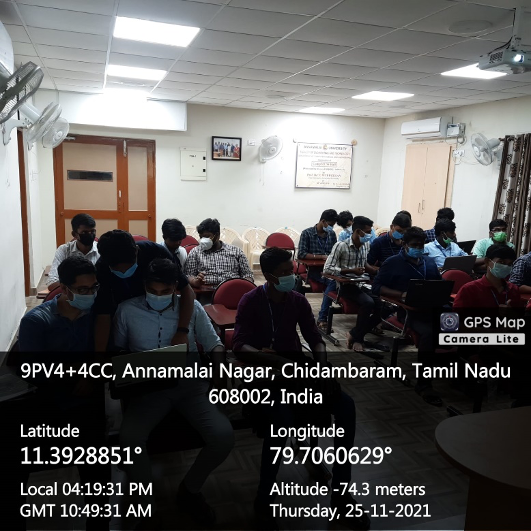 GPS Map
Camera Lite
9PV4+4CC, Annamalai Nagar, Chidambaram, Tamil Nadu
608002, India
Latitude
11.3928851°
Longitude
79.7060629°
Local 04:19:31 PM
GMT 10:49:31 AM
Altitude -74.3 meters
Thursday, 25-11-2021